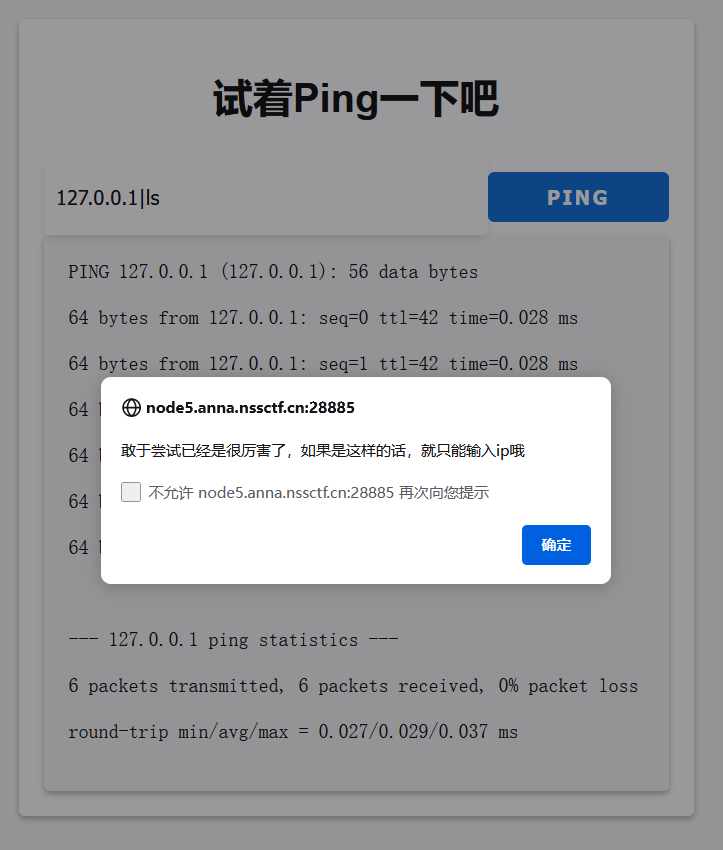 试着Ping一下吧
127.0.0.1|ls
PING
PING 127.0.0.1 (127.0.0.1): 56 data bytes
64 bytes from 127.0.0.1: seq=0 ttl=42 time=0.028 ms
64 bytes from 127.0.0.1: seq=1 ttl=42 time=0.028 ms
64
64
64
64
node5.anna.nssctf.cn:28885
敢于尝试已经是很厉害了，如果是这样的话，就只能输入ip哦
不允许 node5.anna.nssctf.cn:28885 再次向您提示
确定
--- 127.0.0.1 ping statistics ---
6 packets transmitted, 6 packets received, 0% packet loss
round-trip min/avg/max = 0.027/0.029/0.037 ms